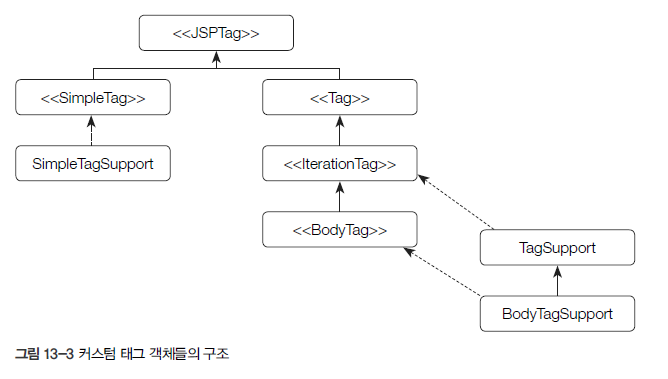 <<JSPTag>>
<<SimpleTag>>
<<Tag>>
SimpleTagSupport
<<IterationTag>>
<<BodyTag>>
TagSupport
BodyTagSupport
그림 13-3 커스텀 태그 객체들의 구조